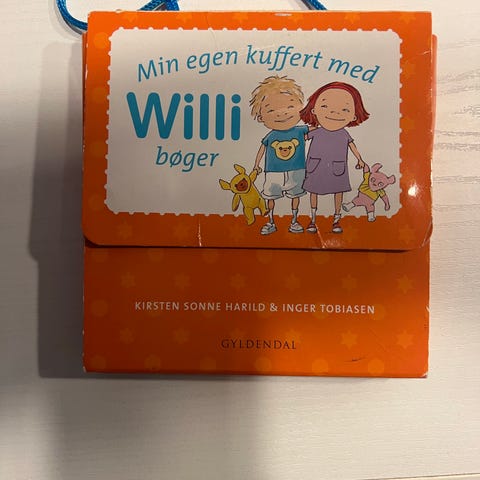 Min egen kuffert med
Willi
bøger
KIRSTEN SONNE HARILD & INGER TOBIASEN
GYLDENDAL